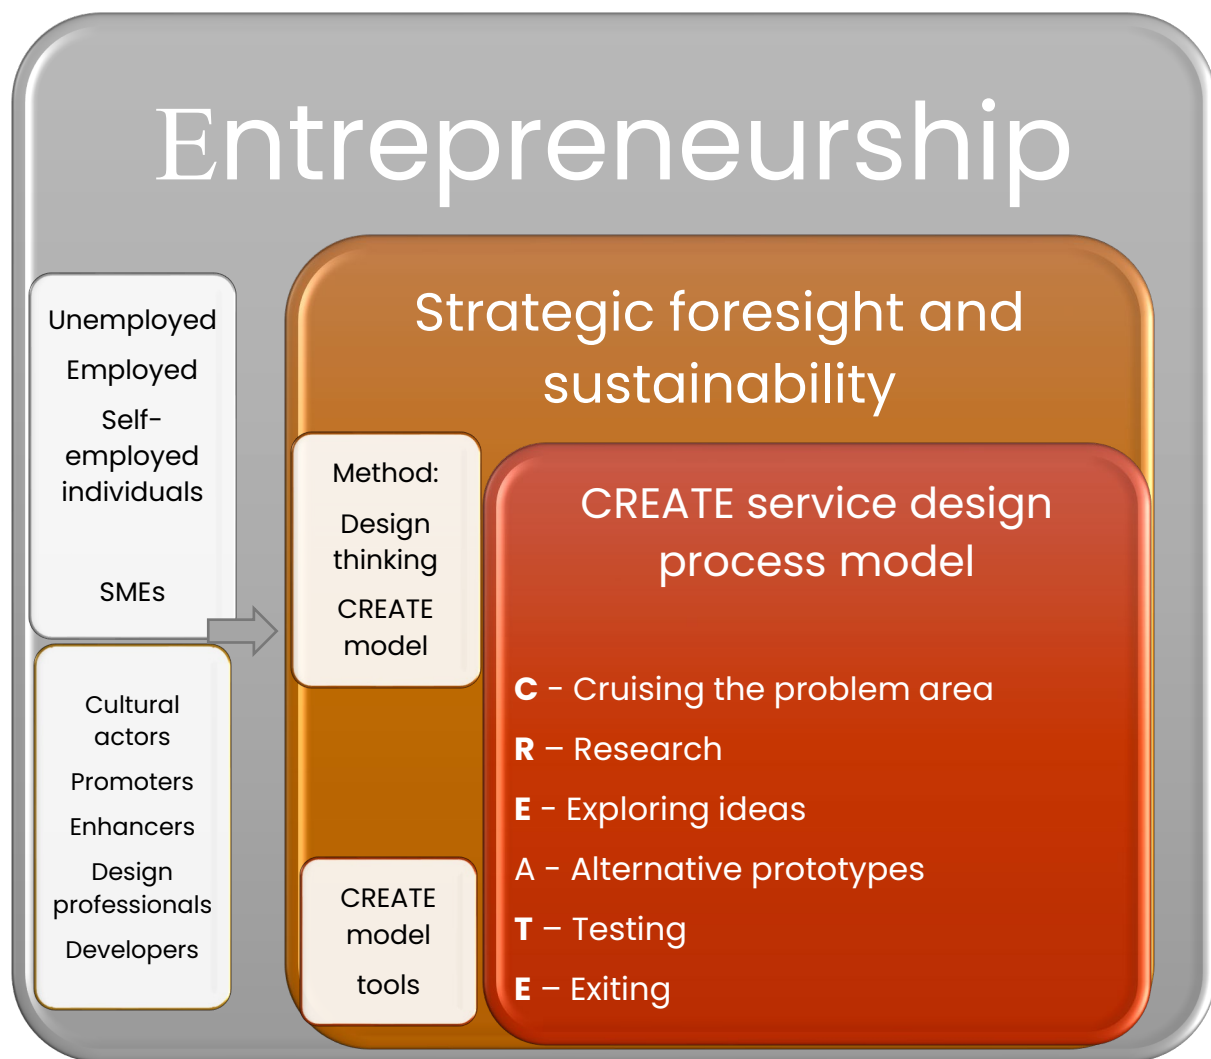 Entrepreneurship
Strategic foresight and
sustainability
Unemployed
Employed
Self-
employed
individuals
SMEs
Cultural
actors
Promoters
Enhancers
Design
professionals
Developers
Method:
Design
thinking
CREATE
model
CREATE
model
tools
CREATE service design
process model
C - Cruising the problem area
R – Research
E - Exploring ideas
A - Alternative prototypes
T – Testing
E – Exiting